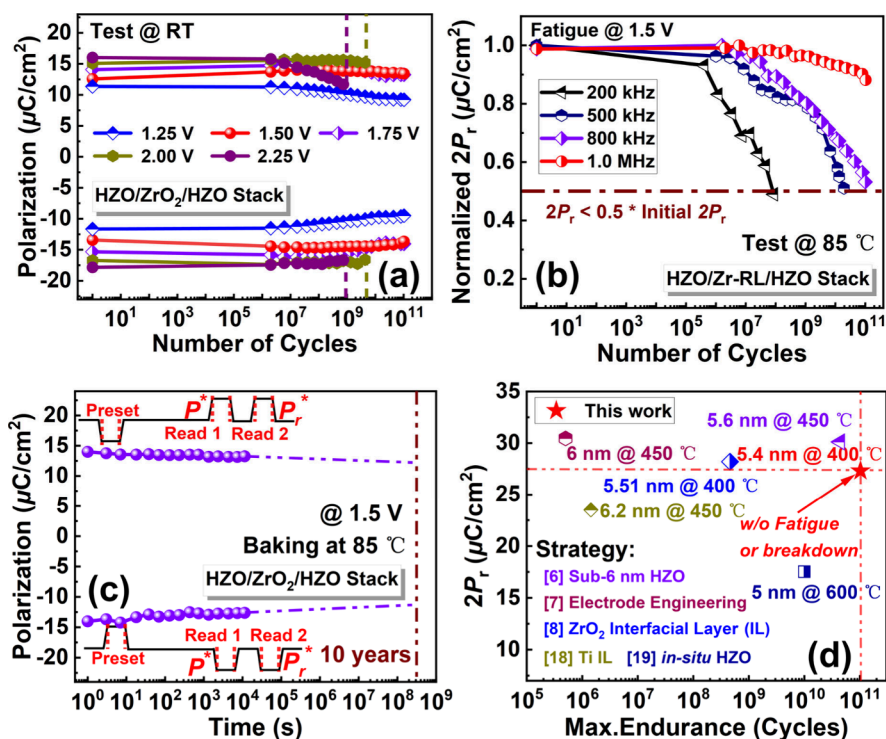 Test @ RT
1.25 V
1.50 V
1.75 V
2.00 V
2.25 V
HZO/ZrO₂/HZO Stack
(a)
Polarization (μC/cm²)
25
20
15
10
5
0
-5
-10
-15
-20
10¹ 10³ 10⁵ 10⁷ 10⁹ 10¹¹
Number of Cycles
Fatigue @ 1.5 V
200 kHz
500 kHz
800 kHz
1.0 MHz
2Pᵣ < 0.5 * Initial 2Pᵣ
Test @ 85 ℃
(b)
HZO/Zr-RL/HZO Stack
Normalized 2Pᵣ
1.0
0.8
0.6
0.4
0.2
10¹ 10³ 10⁵ 10⁷ 10⁹ 10¹¹
Number of Cycles
Preset
P*
Pᵣ*
Read 1 Read 2
@ 1.5 V
Baking at 85 ℃
(c)
HZO/ZrO₂/HZO Stack
Read 1 Read 2
Preset
P*
Pᵣ*
10 years
Polarization (μC/cm²)
25
20
15
10
5
0
-5
-10
-15
-20
10⁰ 10¹ 10² 10³ 10⁴ 10⁵ 10⁶ 10⁷ 10⁸ 10⁹
Time (s)
This work
5.6 nm @ 450 ℃
6 nm @ 450 ℃
5.4 nm @ 400 ℃
5.51 nm @ 400 ℃
6.2 nm @ 450 ℃
w/o Fatigue
or breakdown
Strategy:
[6] Sub-6 nm HZO
5 nm @ 600 ℃
[7] Electrode Engineering
[8] ZrO₂ Interfacial Layer (IL)
[18] Ti IL [19] in-situ HZO
(d)
2Pᵣ (μC/cm²)
35
30
25
20
15
10
5
10⁵ 10⁶ 10⁷ 10⁸ 10⁹ 10¹⁰ 10¹¹
Max.Endurance (Cycles)